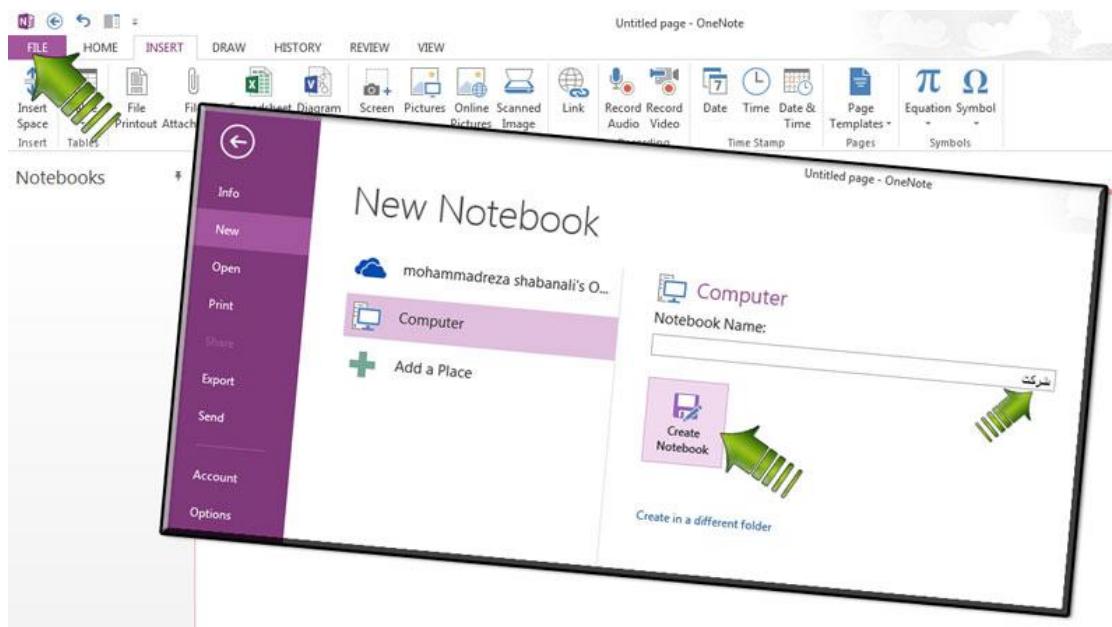 Untitled page - OneNote
FILE HOME INSERT DRAW HISTORY REVIEW VIEW
Insert Space
File Printout
Spreadsheet Diagram
Screen Pictures Online Pictures Scanned Image
Link
Record Audio Record Video
Date Time Date & Time
Page Templates
Equation Symbol
Insert Tables
Time Stamp
Pages
Symbols
Notebooks
Untitled page - OneNote
Info
New
Open
Print
Share
Export
Send
Account
Options
New Notebook
mohammadreza shabanali's O...
Computer
Add a Place
Computer
Notebook Name:
شرکت
Create
Notebook
Create in a different folder